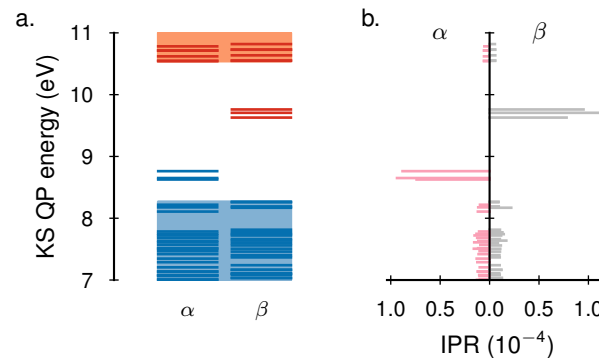 a.
b.
11
10
9
8
7
KS QP energy (eV)
α
β
α
β
1.0
0.5
0.0
0.5
1.0
IPR (10⁻⁴)